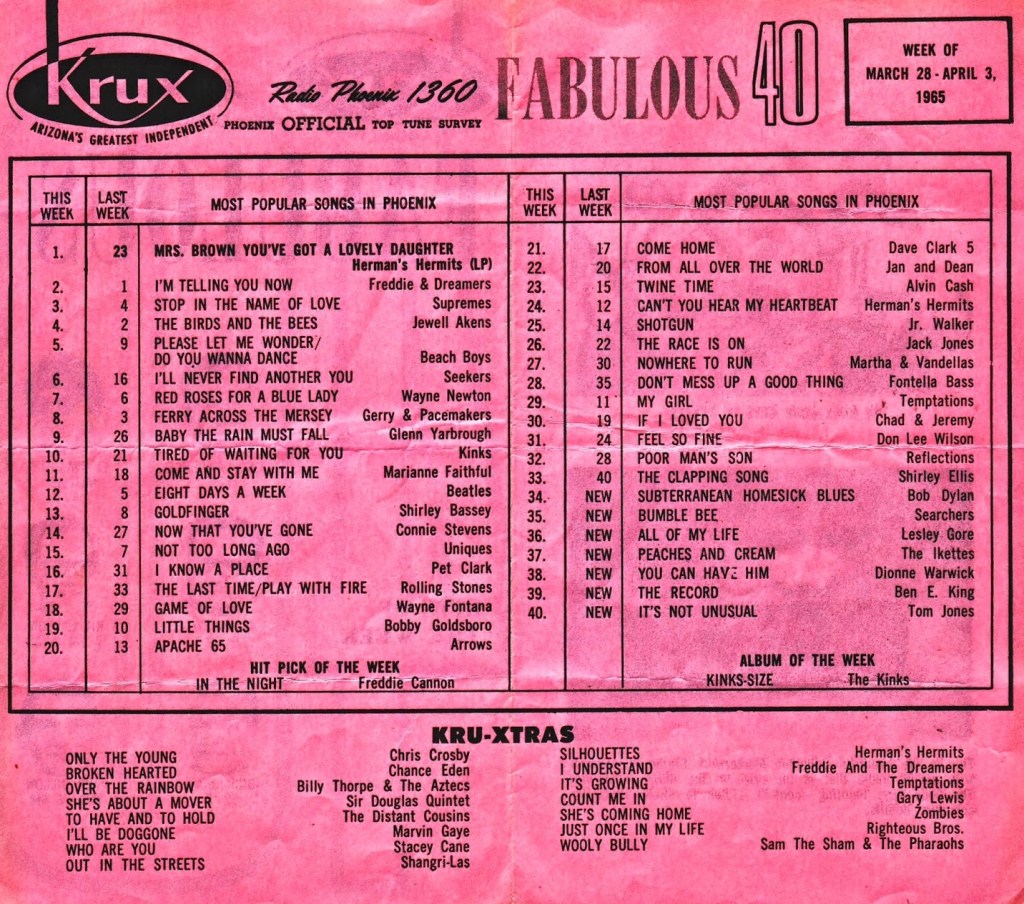 Krux
ARIZONA'S GREATEST INDEPENDENT
Radio Phoenix 1360
PHOENIX OFFICIAL TOP TUNE SURVEY
FABULOUS 40
WEEK OF
MARCH 28 - APRIL 3,
1965
THIS WEEK LAST WEEK MOST POPULAR SONGS IN PHOENIX
1. 23 MRS. BROWN YOU'VE GOT A LOVELY DAUGHTER
Herman's Hermits (LP)
2. 1 I'M TELLING YOU NOW Freddie & Dreamers
3. 4 STOP IN THE NAME OF LOVE Supremes
4. 2 THE BIRDS AND THE BEES Jewell Akens
5. 9 PLEASE LET ME WONDER/
DO YOU WANNA DANCE Beach Boys
6. 16 I'LL NEVER FIND ANOTHER YOU Seekers
7. 6 RED ROSES FOR A BLUE LADY Wayne Newton
8. 3 FERRY ACROSS THE MERSEY Gerry & Pacemakers
9. 26 BABY THE RAIN MUST FALL Glenn Yarbrough
10. 21 TIRED OF WAITING FOR YOU Kinks
11. 18 COME AND STAY WITH ME Marianne Faithful
12. 5 EIGHT DAYS A WEEK Beatles
13. 8 GOLDFINGER Shirley Bassey
14. 27 NOW THAT YOU'VE GONE Connie Stevens
15. 7 NOT TOO LONG AGO Uniques
16. 31 I KNOW A PLACE Pet Clark
17. 33 THE LAST TIME/PLAY WITH FIRE Rolling Stones
18. 29 GAME OF LOVE Wayne Fontana
19. 10 LITTLE THINGS Bobby Goldsboro
20. 13 APACHE 65 Arrows
HIT PICK OF THE WEEK
IN THE NIGHT Freddie Cannon
THIS WEEK LAST WEEK MOST POPULAR SONGS IN PHOENIX
21. 17 COME HOME Dave Clark 5
22. 20 FROM ALL OVER THE WORLD Jan and Dean
23. 15 TWINE TIME Alvin Cash
24. 12 CAN'T YOU HEAR MY HEARTBEAT Herman's Hermits
25. 14 SHOTGUN Jr. Walker
26. 22 THE RACE IS ON Jack Jones
27. 30 NOWHERE TO RUN Martha & Vandellas
28. 35 DON'T MESS UP A GOOD THING Fontella Bass
29. 11 MY GIRL Temptations
30. 19 IF I LOVED YOU Chad & Jeremy
31. 24 FEEL SO FINE Don Lee Wilson
32. 28 POOR MAN'S SON Reflections
33. 40 THE CLAPPING SONG Shirley Ellis
34. NEW SUBTERRANEAN HOMESICK BLUES Bob Dylan
35. NEW BUMBLE BEE Searchers
36. NEW ALL OF MY LIFE Lesley Gore
37. NEW PEACHES AND CREAM The Ikettes
38. NEW YOU CAN HAVE HIM Dionne Warwick
39. NEW THE RECORD Ben E. King
40. NEW IT'S NOT UNUSUAL Tom Jones
ALBUM OF THE WEEK
KINKS-SIZE The Kinks
KRU-XTRAS
ONLY THE YOUNG Chris Crosby
BROKEN HEARTED Chance Eden
OVER THE RAINBOW Billy Thorpe & The Aztecs
SHE'S ABOUT A MOVER Sir Douglas Quintet
TO HAVE AND TO HOLD The Distant Cousins
I'LL BE DOGGONE Marvin Gaye
WHO ARE YOU Stacey Cane
OUT IN THE STREETS Shangri-Las
SILHOUETTES Herman's Hermits
I UNDERSTAND Freddie And The Dreamers
IT'S GROWING Temptations
COUNT ME IN Gary Lewis
SHE'S COMING HOME Zombies
JUST ONCE IN MY LIFE Righteous Bros.
WOOLY BULLY Sam The Sham & The Pharaohs